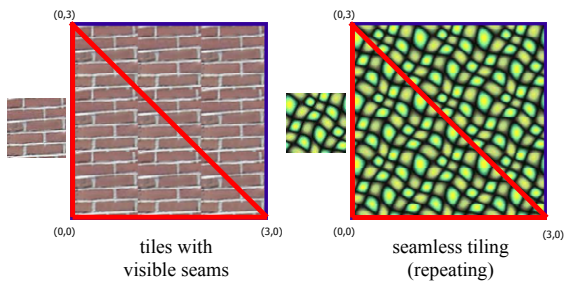 (0,3)
(0,3)
(0,0)
(3,0)
(0,0)
(3,0)
tiles with
visible seams
seamless tiling
(repeating)